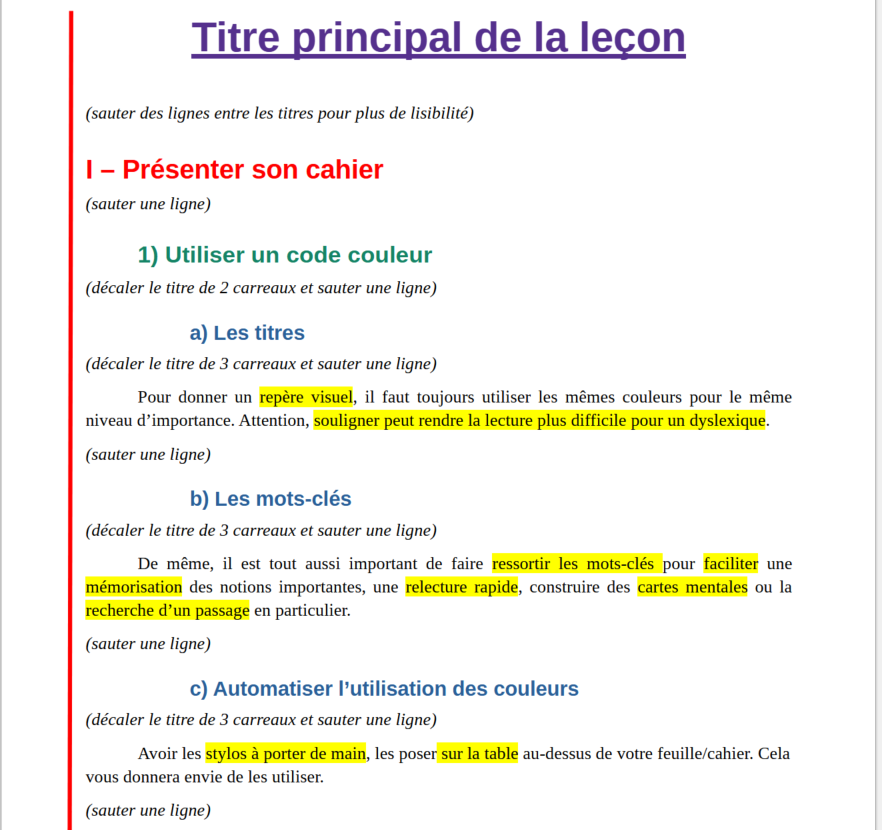 Titre principal de la leçon
(sauter des lignes entre les titres pour plus de lisibilité)
I – Présenter son cahier
(sauter une ligne)
1) Utiliser un code couleur
(décaler le titre de 2 carreaux et sauter une ligne)
a) Les titres
(décaler le titre de 3 carreaux et sauter une ligne)
Pour donner un repère visuel, il faut toujours utiliser les mêmes couleurs pour le même
niveau d’importance. Attention, souligner peut rendre la lecture plus difficile pour un dyslexique.
(sauter une ligne)
b) Les mots-clés
(décaler le titre de 3 carreaux et sauter une ligne)
De même, il est tout aussi important de faire ressortir les mots-clés pour faciliter une
mémorisation des notions importantes, une relecture rapide, construire des cartes mentales ou la
recherche d’un passage en particulier.
(sauter une ligne)
c) Automatiser l’utilisation des couleurs
(décaler le titre de 3 carreaux et sauter une ligne)
Avoir les stylos à porter de main, les poser sur la table au-dessus de votre feuille/cahier. Cela
vous donnera envie de les utiliser.
(sauter une ligne)